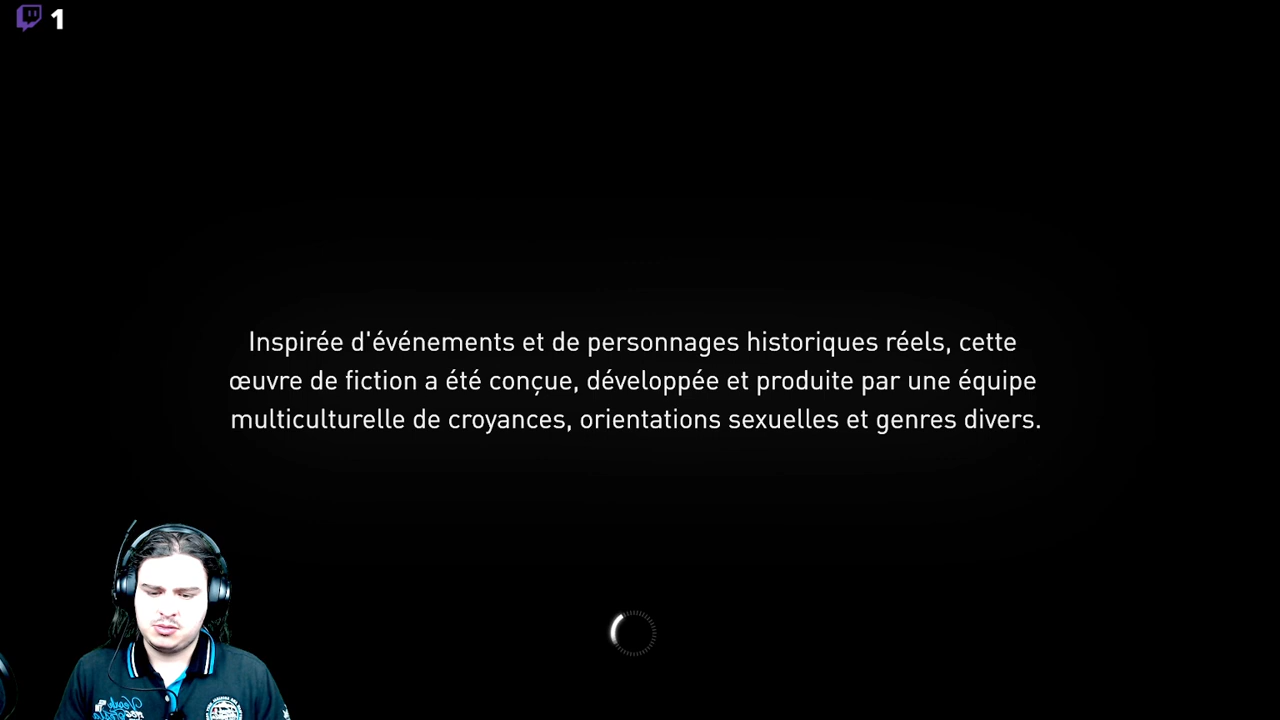 1
Inspirée d'événements et de personnages historiques réels, cette
œuvre de fiction a été conçue, développée et produite par une équipe
multiculturelle de croyances, orientations sexuelles et genres divers.